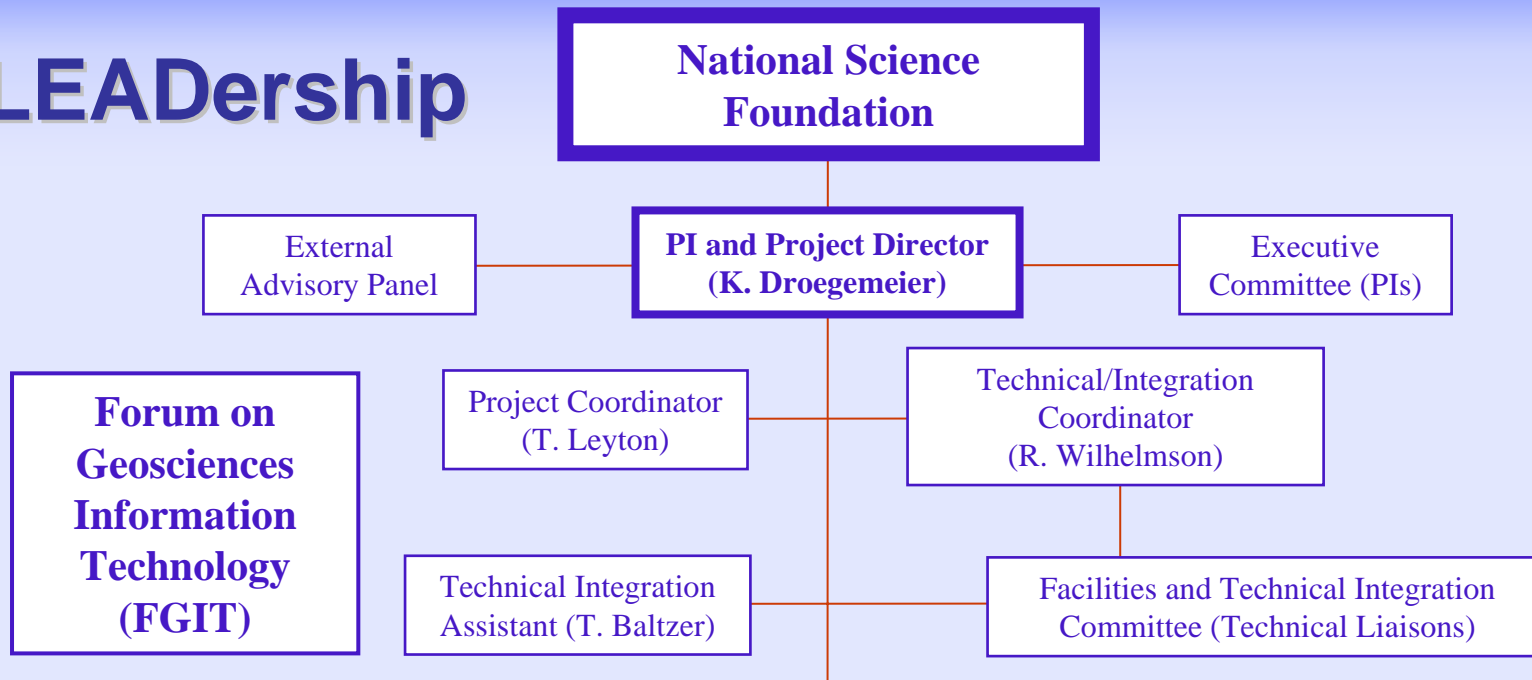 LEADership
National Science
Foundation
External
Advisory Panel
PI and Project Director
(K. Droegemeier)
Executive
Committee (PIs)
Forum on
Geosciences
Information
Technology
(FGIT)
Project Coordinator
(T. Leyton)
Technical/Integration
Coordinator
(R. Wilhelmson)
Technical Integration
Assistant (T. Baltzer)
Facilities and Technical Integration
Committee (Technical Liaisons)